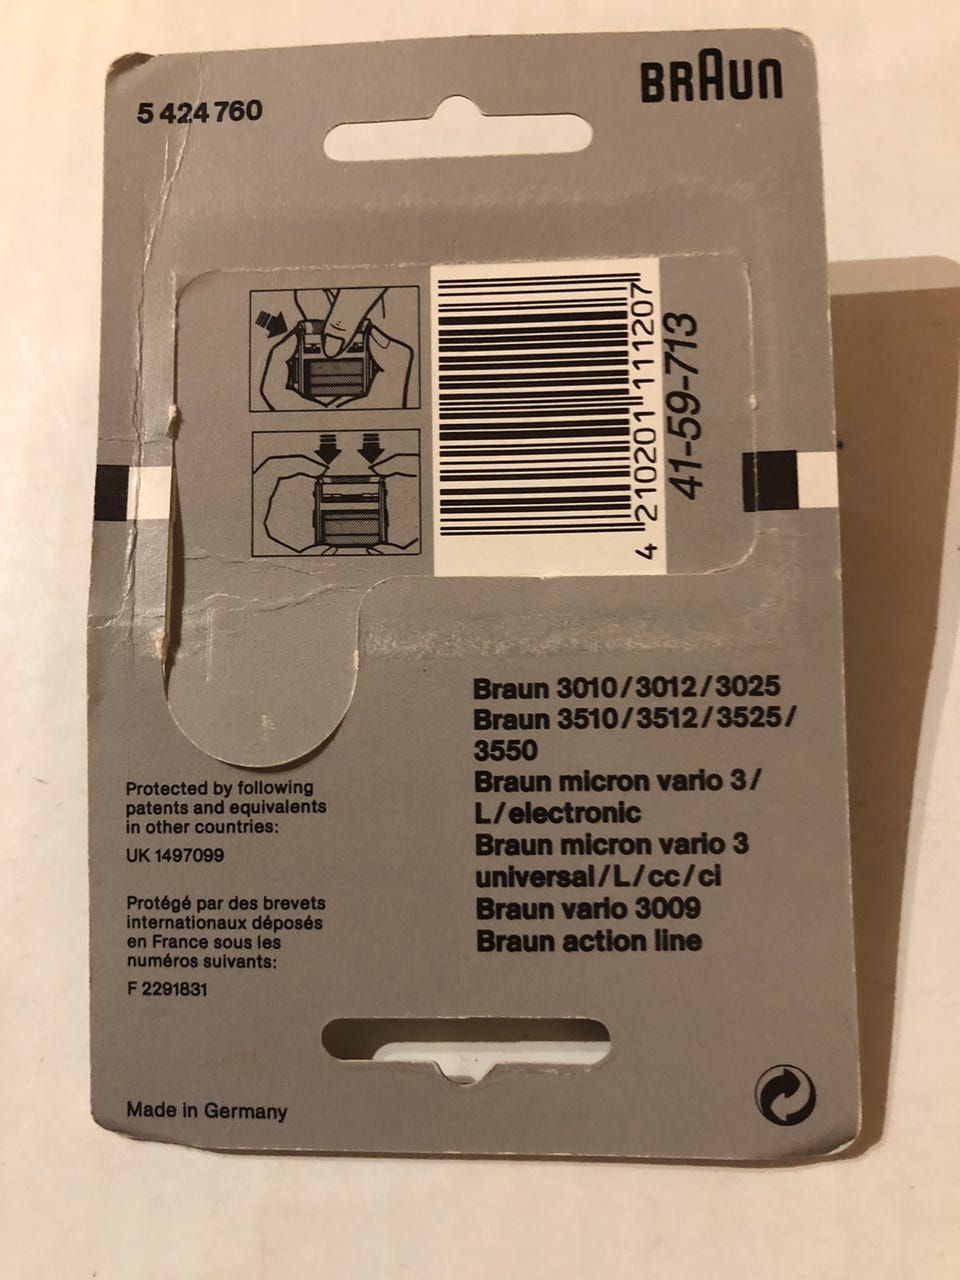 5 424 760
BRAUN
4 210201 111207
41-59-713
Braun 3010/3012/3025
Braun 3510/3512/3525/
3550
Braun micron vario 3/
L/electronic
Braun micron vario 3
universal/L/cc/ci
Braun vario 3009
Braun action line
Protected by following
patents and equivalents
in other countries:
UK 1497099
Protégé par des brevets
internationaux déposés
en France sous les
numéros suivants:
F 2291831
Made in Germany